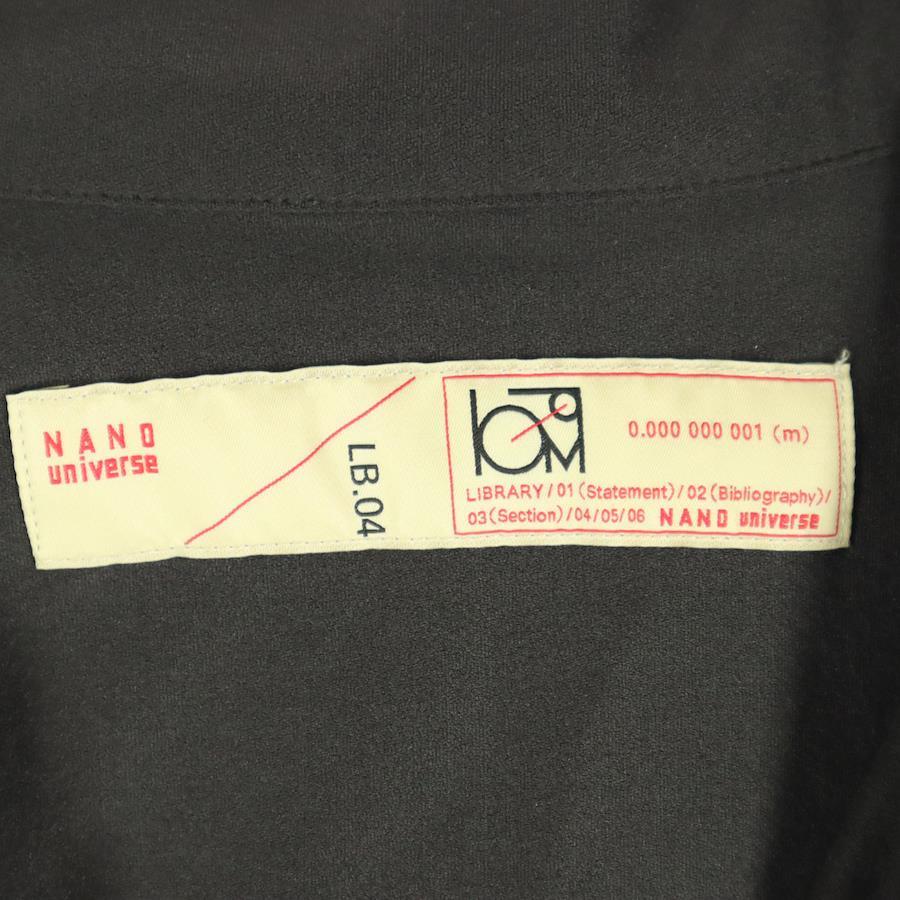 NANO
universe
LB.04
0.000 000 001 (m)
LIBRARY/01(Statement)/02(Bibliography)/
03(Section)/04/05/06 NANO universe